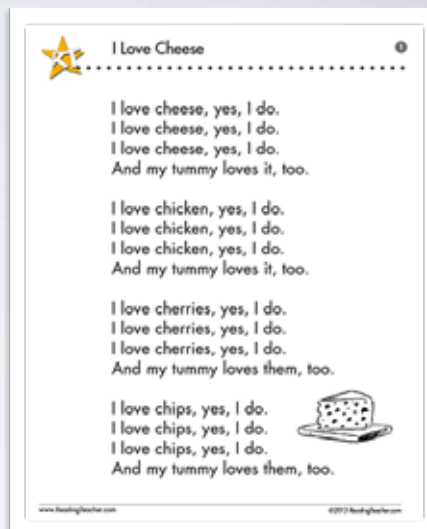 I Love Cheese
I love cheese, yes, I do.
I love cheese, yes, I do.
I love cheese, yes, I do.
And my tummy loves it, too.
I love chicken, yes, I do.
I love chicken, yes, I do.
I love chicken, yes, I do.
And my tummy loves it, too.
I love cherries, yes, I do.
I love cherries, yes, I do.
I love cherries, yes, I do.
And my tummy loves them, too.
I love chips, yes, I do.
I love chips, yes, I do.
I love chips, yes, I do.
And my tummy loves them, too.